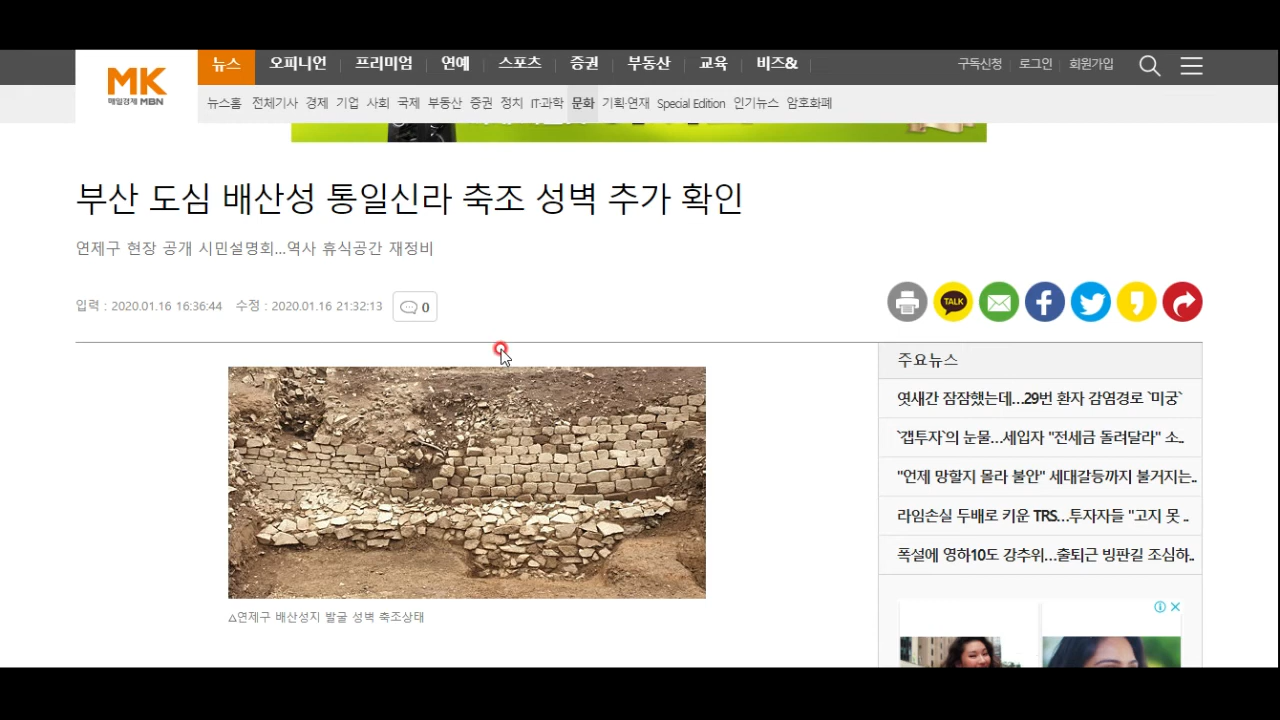 MK
매일경제 MBN
뉴스 오피니언 프리미엄 연예 스포츠 증권 부동산 교육 비즈&
구독신청 로그인 회원가입
뉴스홈 전체기사 경제 기업 사회 국제 부동산 증권 정치 IT·과학 문화 기획·연재 Special Edition 인기뉴스 암호화폐
부산 도심 배산성 통일신라 축조 성벽 추가 확인
연제구 현장 공개 시민설명회...역사 휴식공간 재정비
입력 : 2020.01.16 16:36:44 수정 : 2020.01.16 21:32:13 0
TALK
△연제구 배산성지 발굴 성벽 축조상태
주요뉴스
엿새간 잠잠했는데...29번 환자 감염경로 `미궁`
`갭투자`의 눈물...세입자 "전세금 돌려달라" 소..
"언제 망할지 몰라 불안" 세대갈등까지 불거지는..
라임손실 두배로 키운 TRS...투자자들 "고지 못 ..
폭설에 영하10도 강추위...출퇴근 빙판길 조심하..